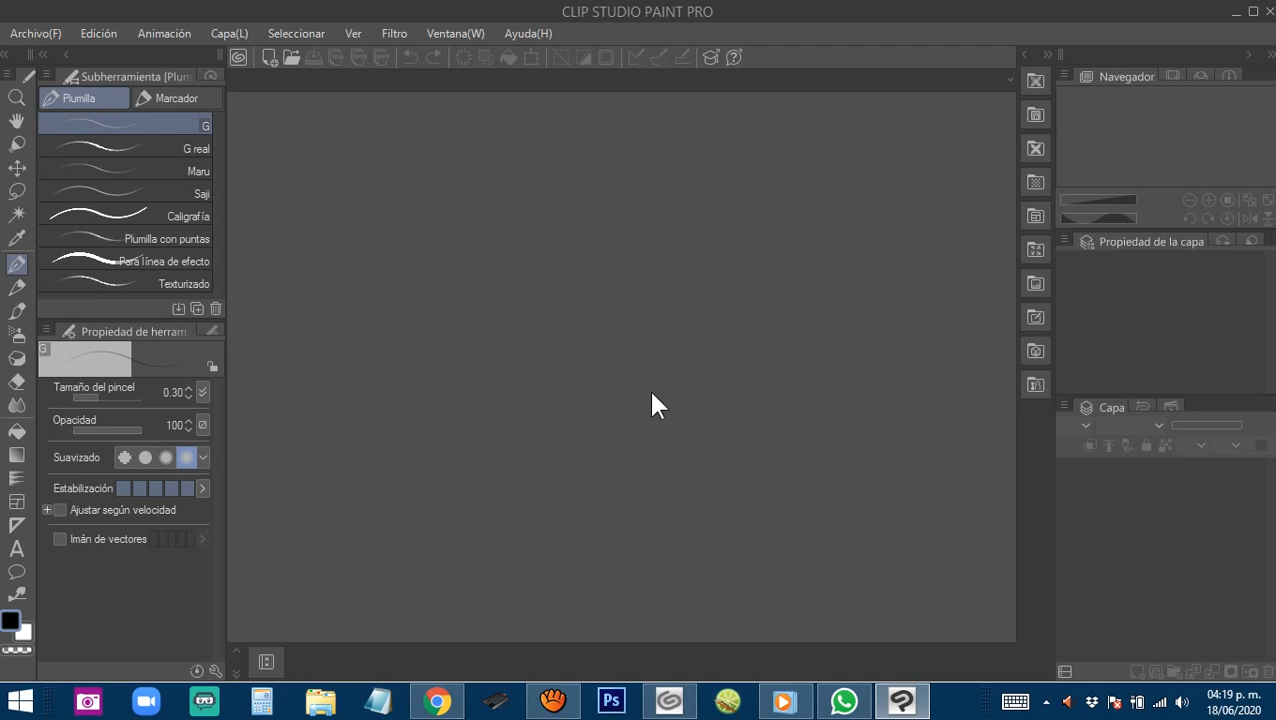 CLIP STUDIO PAINT PRO
Archivo(F) Edición Animación Capa(L) Seleccionar Ver Filtro Ventana(W) Ayuda(H)
Subherramienta [Plum
Plumilla Marcador
G
G real
Maru
Saji
Caligrafía
Plumilla con puntas
Para línea de efecto
Texturizado
Propiedad de herram.
G
Tamaño del pincel 0.30
Opacidad 100
Suavizado
Estabilización
Ajustar según velocidad
Imán de vectores
Navegador
Propiedad de la capa
Capa
Ps
04:19 p. m.
18/06/2020